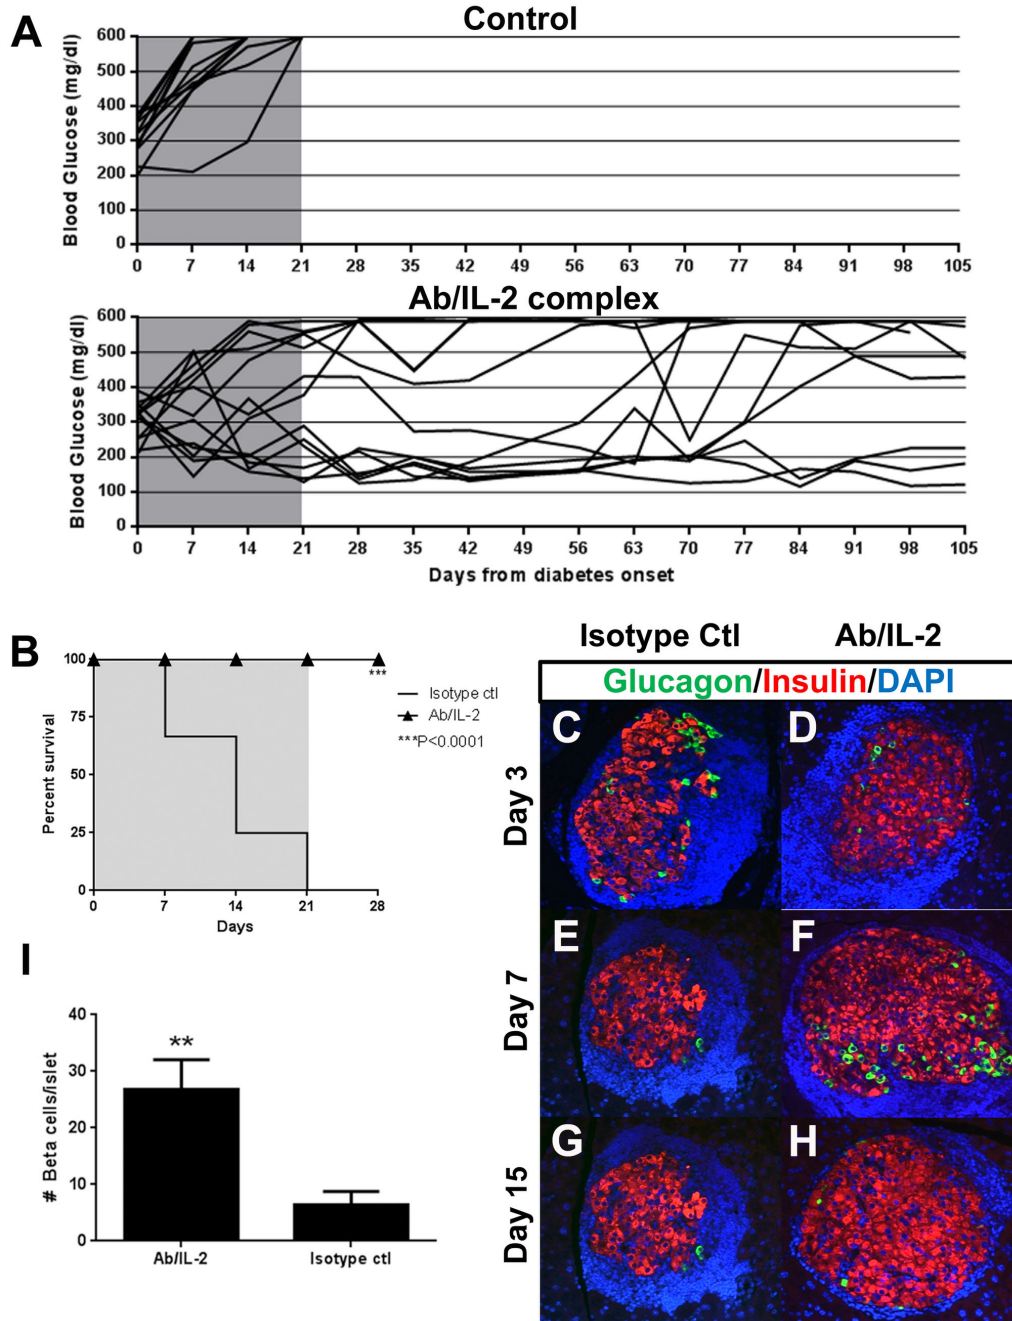 A
Control
Blood Glucose (mg/dl)
600
500
400
300
200
100
0
0 7 14 21 28 35 42 49 56 63 70 77 84 91 98 105
Ab/IL-2 complex
Blood Glucose (mg/dl)
600
500
400
300
200
100
0
0 7 14 21 28 35 42 49 56 63 70 77 84 91 98 105
Days from diabetes onset
B
Percent survival
100
75
50
25
0
0 7 14 21 28
Days
***
Isotype ctl
Ab/IL-2
***P<0.0001
I
# Beta cells/islet
40
30
20
10
0
**
Ab/IL-2 Isotype ctl
Isotype Ctl Ab/IL-2
Glucagon/Insulin/DAPI
Day 3
C D
Day 7
E F
Day 15
G H